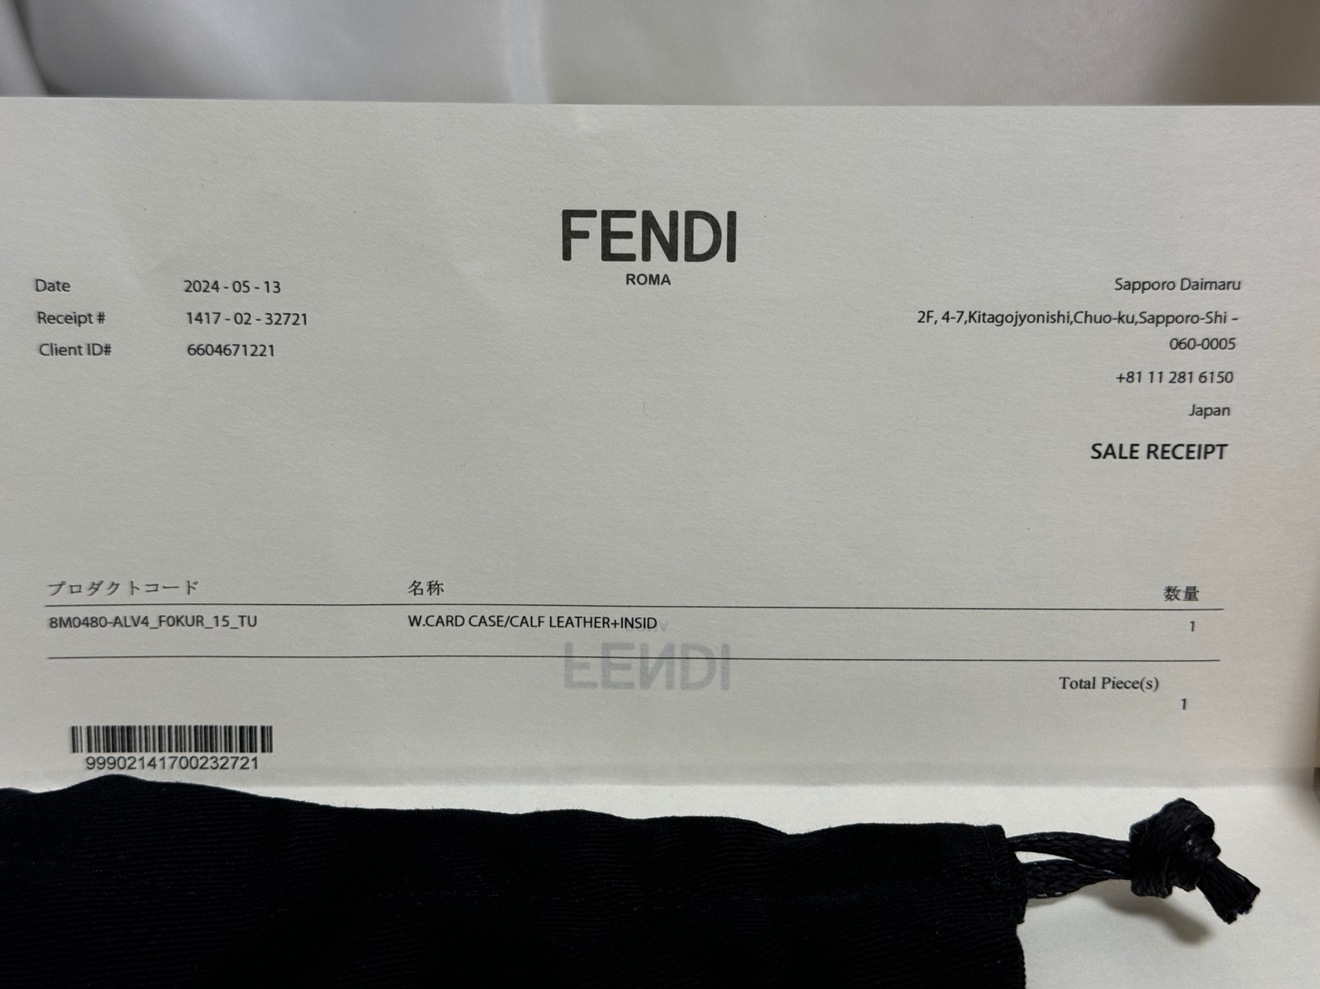 FENDI
ROMA
Date 2024 - 05 - 13
Receipt # 1417 - 02 - 32721
Client ID# 6604671221
Sapporo Daimaru
2F, 4-7,Kitagojyonishi,Chuo-ku,Sapporo-Shi -
060-0005
+81 11 281 6150
Japan
SALE RECEIPT
プロダクトコード 名称 数量
8M0480-ALV4_F0KUR_15_TU W.CARD CASE/CALF LEATHER+INSID 1
FENDI
Total Piece(s)
1
99902141700232721